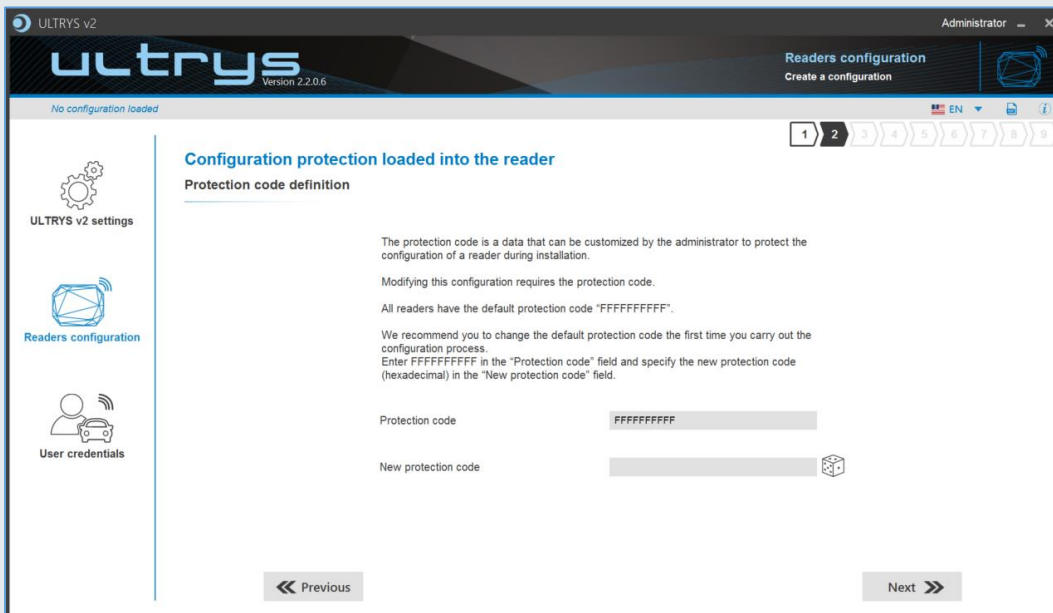 ULTRYS v2
Administrator
ultrys
Version 2.2.0.6
Readers configuration
Create a configuration
No configuration loaded
EN
1 2 3 4 5 6 7 8 9
Configuration protection loaded into the reader
Protection code definition
ULTRYS v2 settings
Readers configuration
User credentials
The protection code is a data that can be customized by the administrator to protect the
configuration of a reader during installation.
Modifying this configuration requires the protection code.
All readers have the default protection code “FFFFFFFFFF”.
We recommend you to change the default protection code the first time you carry out the
configuration process.
Enter FFFFFFFFFF in the “Protection code” field and specify the new protection code
(hexadecimal) in the “New protection code” field.
Protection code
FFFFFFFFFF
New protection code
Previous
Next